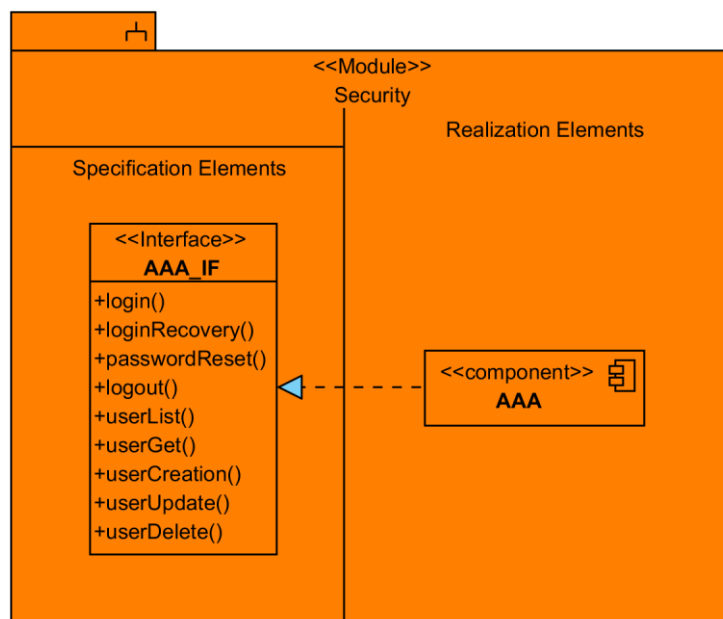 <<Module>>
Security
Realization Elements
Specification Elements
<<Interface>>
AAA_IF
+login()
+loginRecovery()
+passwordReset()
+logout()
+userList()
+userGet()
+userCreation()
+userUpdate()
+userDelete()
<<component>>
AAA